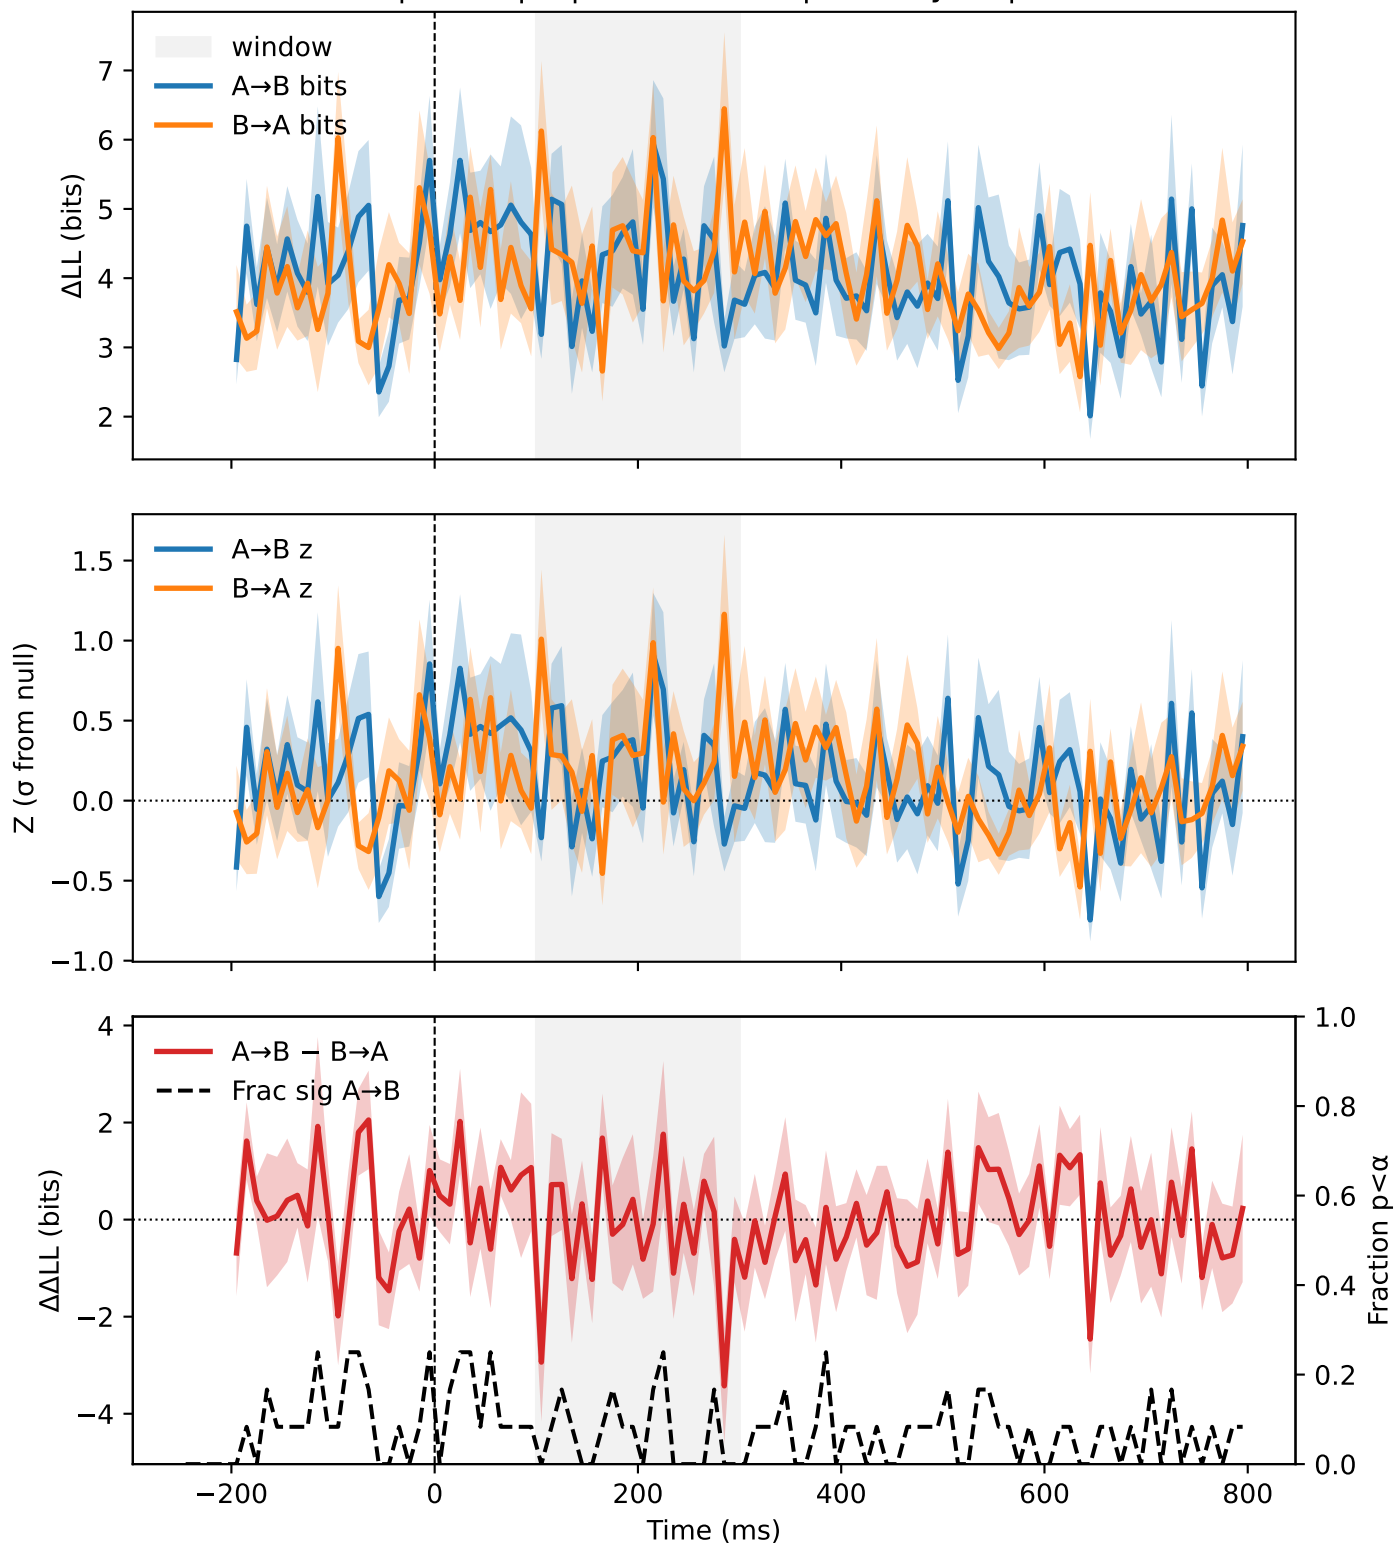 window
A→B bits
B→A bits
ΔLL (bits)
7
6
5
4
3
2
A→B z
B→A z
Z (σ from null)
1.5
1.0
0.5
0.0
−0.5
−1.0
A→B − B→A
Frac sig A→B
ΔΔLL (bits)
4
2
0
−2
−4
1.0
0.8
0.6
0.4
0.2
0.0
Fraction p<α
−200 0 200 400 600 800
Time (ms)